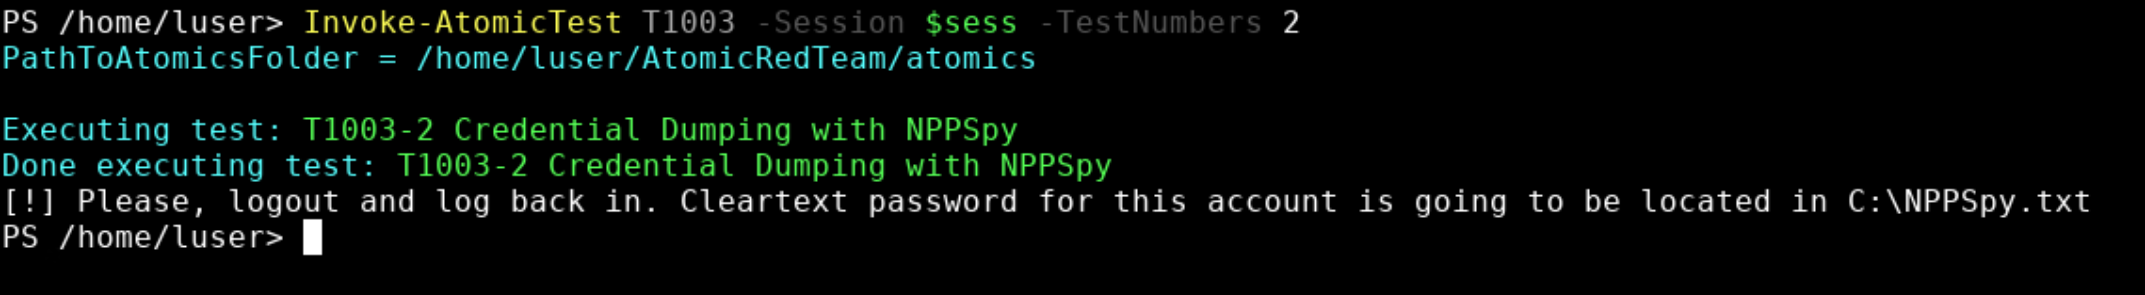 PS /home/luser> Invoke-AtomicTest T1003 -Session $sess -TestNumbers 2
PathToAtomicsFolder = /home/luser/AtomicRedTeam/atomics
Executing test: T1003-2 Credential Dumping with NPPSpy
Done executing test: T1003-2 Credential Dumping with NPPSpy
[!] Please, logout and log back in. Cleartext password for this account is going to be located in C:\NPPSpy.txt
PS /home/luser>